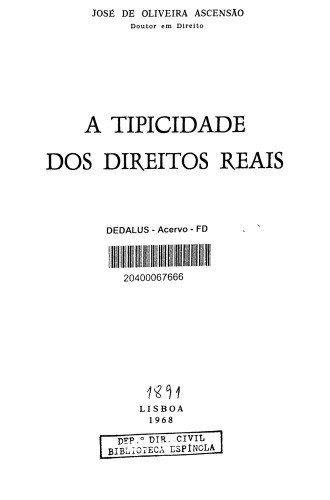 JOSÉ DE OLIVEIRA ASCENSÃO
Doutor em Direito
A TIPICIDADE
DOS DIREITOS REAIS
DEDALUS - Acervo - FD
20400067666
1891
LISBOA
1968
DEP.º DIR. CIVIL
BIBLIOTECA ESPÍNOLA